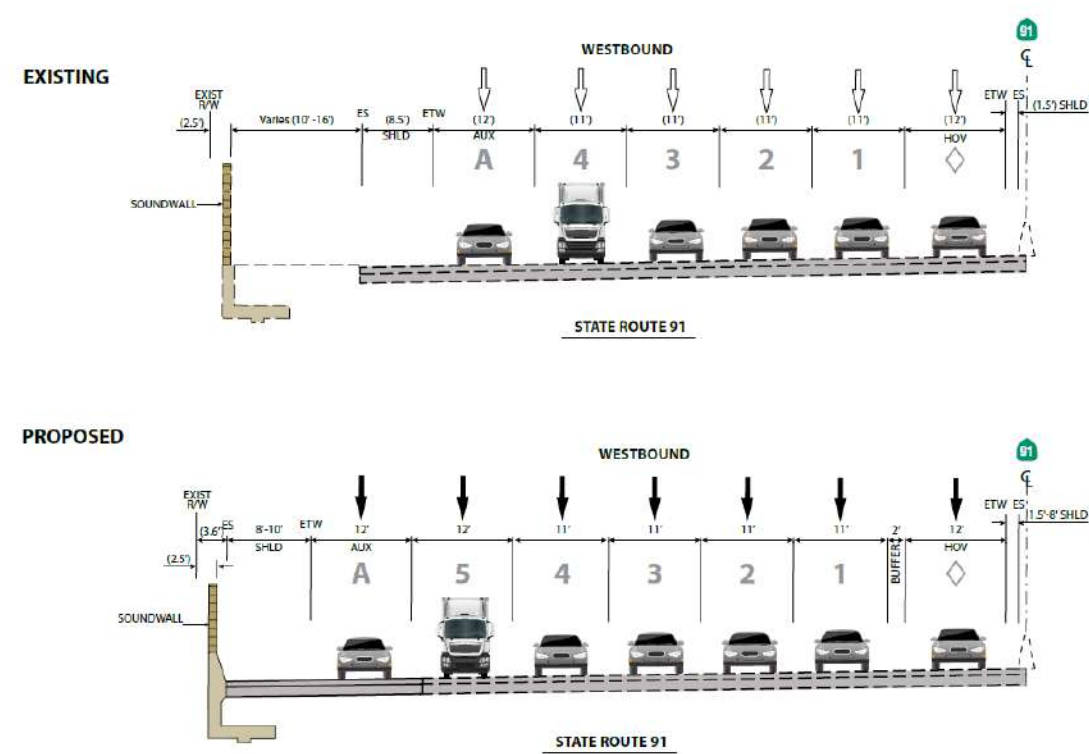 91
℄
WESTBOUND
EXISTING
EXIST
R/W
ETW ES
(2.5')
Varies (10' -16')
ES
(8.5')
SHLD
ETW
(12')
AUX
(11')
(11')
(11')
(11')
(12')
HOV
(1.5') SHLD
A 4 3 2 1
SOUNDWALL
STATE ROUTE 91
PROPOSED
91
℄
WESTBOUND
EXIST
R/W
ETW ES
(3.6')
ES
8'-10'
SHLD
ETW
12'
AUX
12'
11'
11'
11'
11'
2'
BUFFER
12'
HOV
1.5'-8' SHLD
(2.5')
A 5 4 3 2 1
SOUNDWALL
STATE ROUTE 91